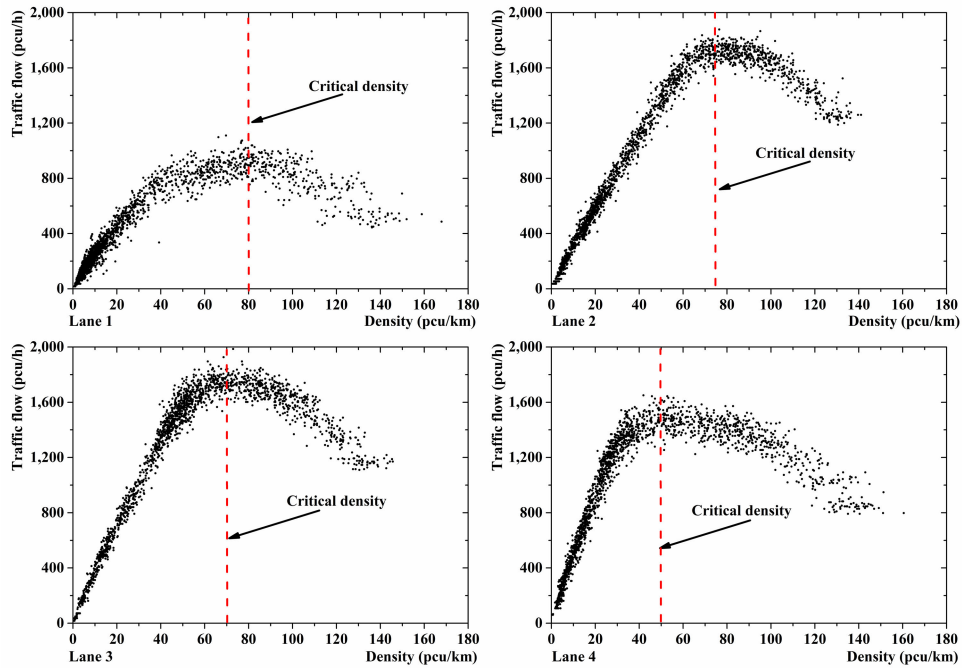 Traffic flow (pcu/h)
2,000
1,600
1,200
800
400
0
Critical density
0 20 40 60 80 100 120 140 160 180
Lane 1 Density (pcu/km)
Traffic flow (pcu/h)
2,000
1,600
1,200
800
400
0
Critical density
0 20 40 60 80 100 120 140 160 180
Lane 2 Density (pcu/km)
Traffic flow (pcu/h)
2,000
1,600
1,200
800
400
0
Critical density
0 20 40 60 80 100 120 140 160 180
Lane 3 Density (pcu/km)
Traffic flow (pcu/h)
2,000
1,600
1,200
800
400
0
Critical density
0 20 40 60 80 100 120 140 160 180
Lane 4 Density (pcu/km)